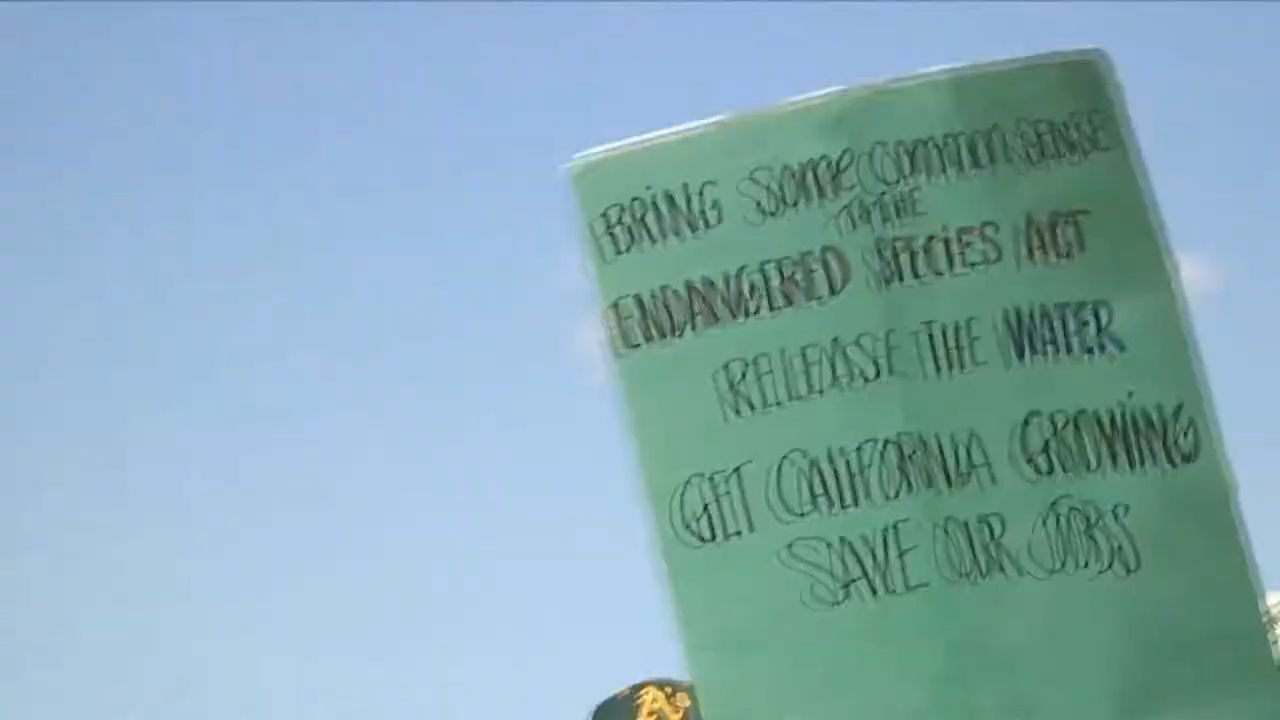 BRING SOME COMMON SENSE
TO THE
ENDANGERED SPECIES ACT
RELEASE THE WATER
GET CALIFORNIA GROWING
SAVE OUR JOBS
A's